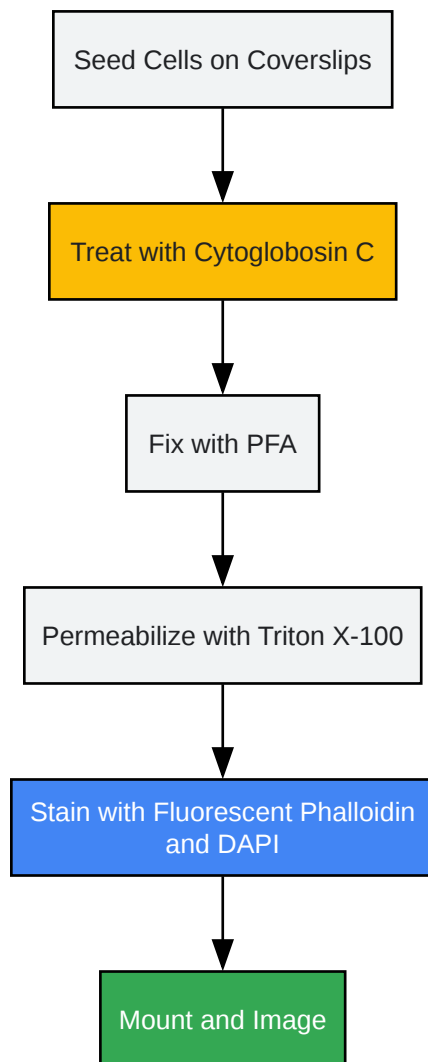 Seed Cells on Coverslips
Treat with Cytoglobosin C
Fix with PFA
Permeabilize with Triton X-100
Stain with Fluorescent Phalloidin
and DAPI
Mount and Image